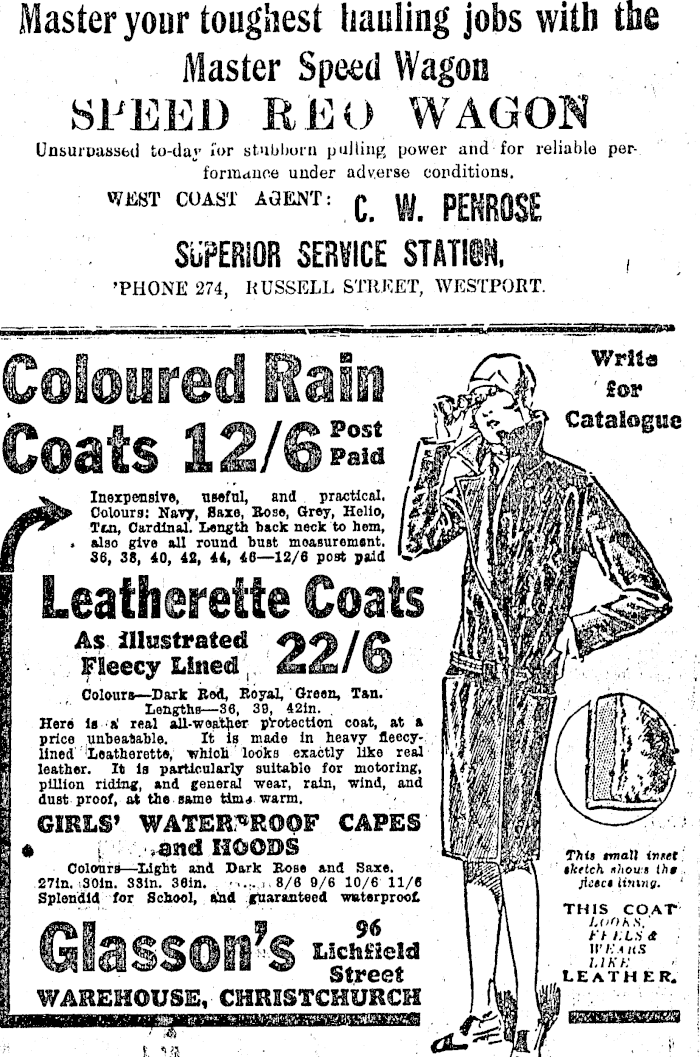 Master your toughest hauling jobs with the
Master Speed Wagon
SPEED REO WAGON
Unsurpassed to-day for stubborn pulling power and for reliable per-
formance under adverse conditions.
WEST COAST AGENT: C. W. PENROSE
SUPERIOR SERVICE STATION,
'PHONE 274, RUSSELL STREET, WESTPORT.
Coloured Rain
Coats 12/6 Post
Paid
Inexpensive, useful, and practical.
Colours: Navy, Saxe, Rose, Grey, Helio,
Tan, Cardinal. Length back neck to hem,
also give all round bust measurement.
36, 38, 40, 42, 44, 46—12/6 post paid
Leatherette Coats
As Illustrated
Fleecy Lined 22/6
Colours—Dark Red, Royal, Green, Tan.
Lengths—36, 39, 42in.
Here is a real all-weather protection coat, at a
price unbeatable. It is made in heavy fleecy-
lined Leatherette, which looks exactly like real
leather. It is particularly suitable for motoring,
pillion riding, and general wear, rain, wind, and
dust proof, at the same time warm.
GIRLS' WATERPROOF CAPES
and HOODS
Colours—Light and Dark Rose and Saxe.
27in. 30in. 33in. 36in. ...... 8/6 9/6 10/6 11/6
Splendid for School, and guaranteed waterproof.
Glasson's 96
Lichfield
Street
WAREHOUSE, CHRISTCHURCH
Write
for
Catalogue
This small inset
sketch shows the
fleece lining.
THIS COAT
LOOKS,
FEELS &
WEARS
LIKE
LEATHER.